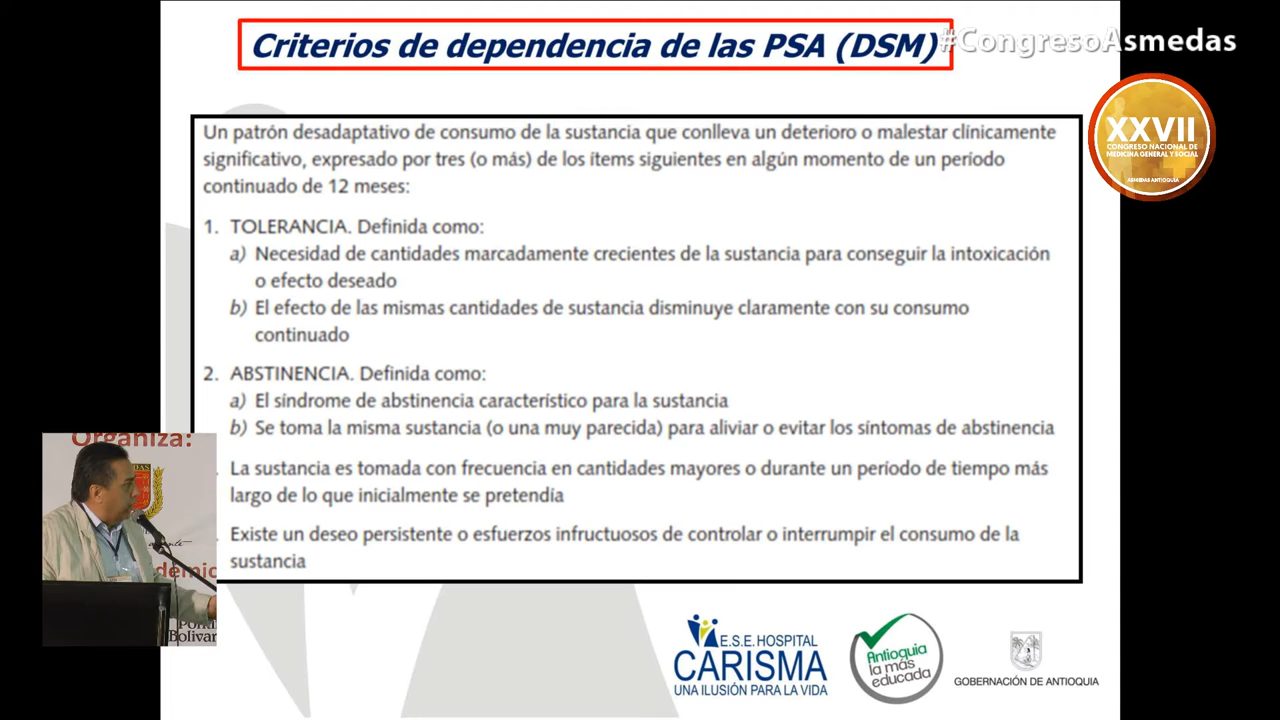 Criterios de dependencia de las PSA (DSM)
#CongresoAsmedas
XXVII
CONGRESO NACIONAL DE
MEDICINA GENERAL Y SOCIAL
ASMEDAS ANTIOQUIA
Un patrón desadaptativo de consumo de la sustancia que conlleva un deterioro o malestar clínicamente
significativo, expresado por tres (o más) de los ítems siguientes en algún momento de un período
continuado de 12 meses:
1. TOLERANCIA. Definida como:
a) Necesidad de cantidades marcadamente crecientes de la sustancia para conseguir la intoxicación
o efecto deseado
b) El efecto de las mismas cantidades de sustancia disminuye claramente con su consumo
continuado
2. ABSTINENCIA. Definida como:
a) El síndrome de abstinencia característico para la sustancia
b) Se toma la misma sustancia (o una muy parecida) para aliviar o evitar los síntomas de abstinencia
La sustancia es tomada con frecuencia en cantidades mayores o durante un período de tiempo más
largo de lo que inicialmente se pretendía
Existe un deseo persistente o esfuerzos infructuosos de controlar o interrumpir el consumo de la
sustancia
Organiza:
E.S.E. HOSPITAL
CARISMA
UNA ILUSIÓN PARA LA VIDA
Antioquia
la más
educada
GOBERNACIÓN DE ANTIOQUIA